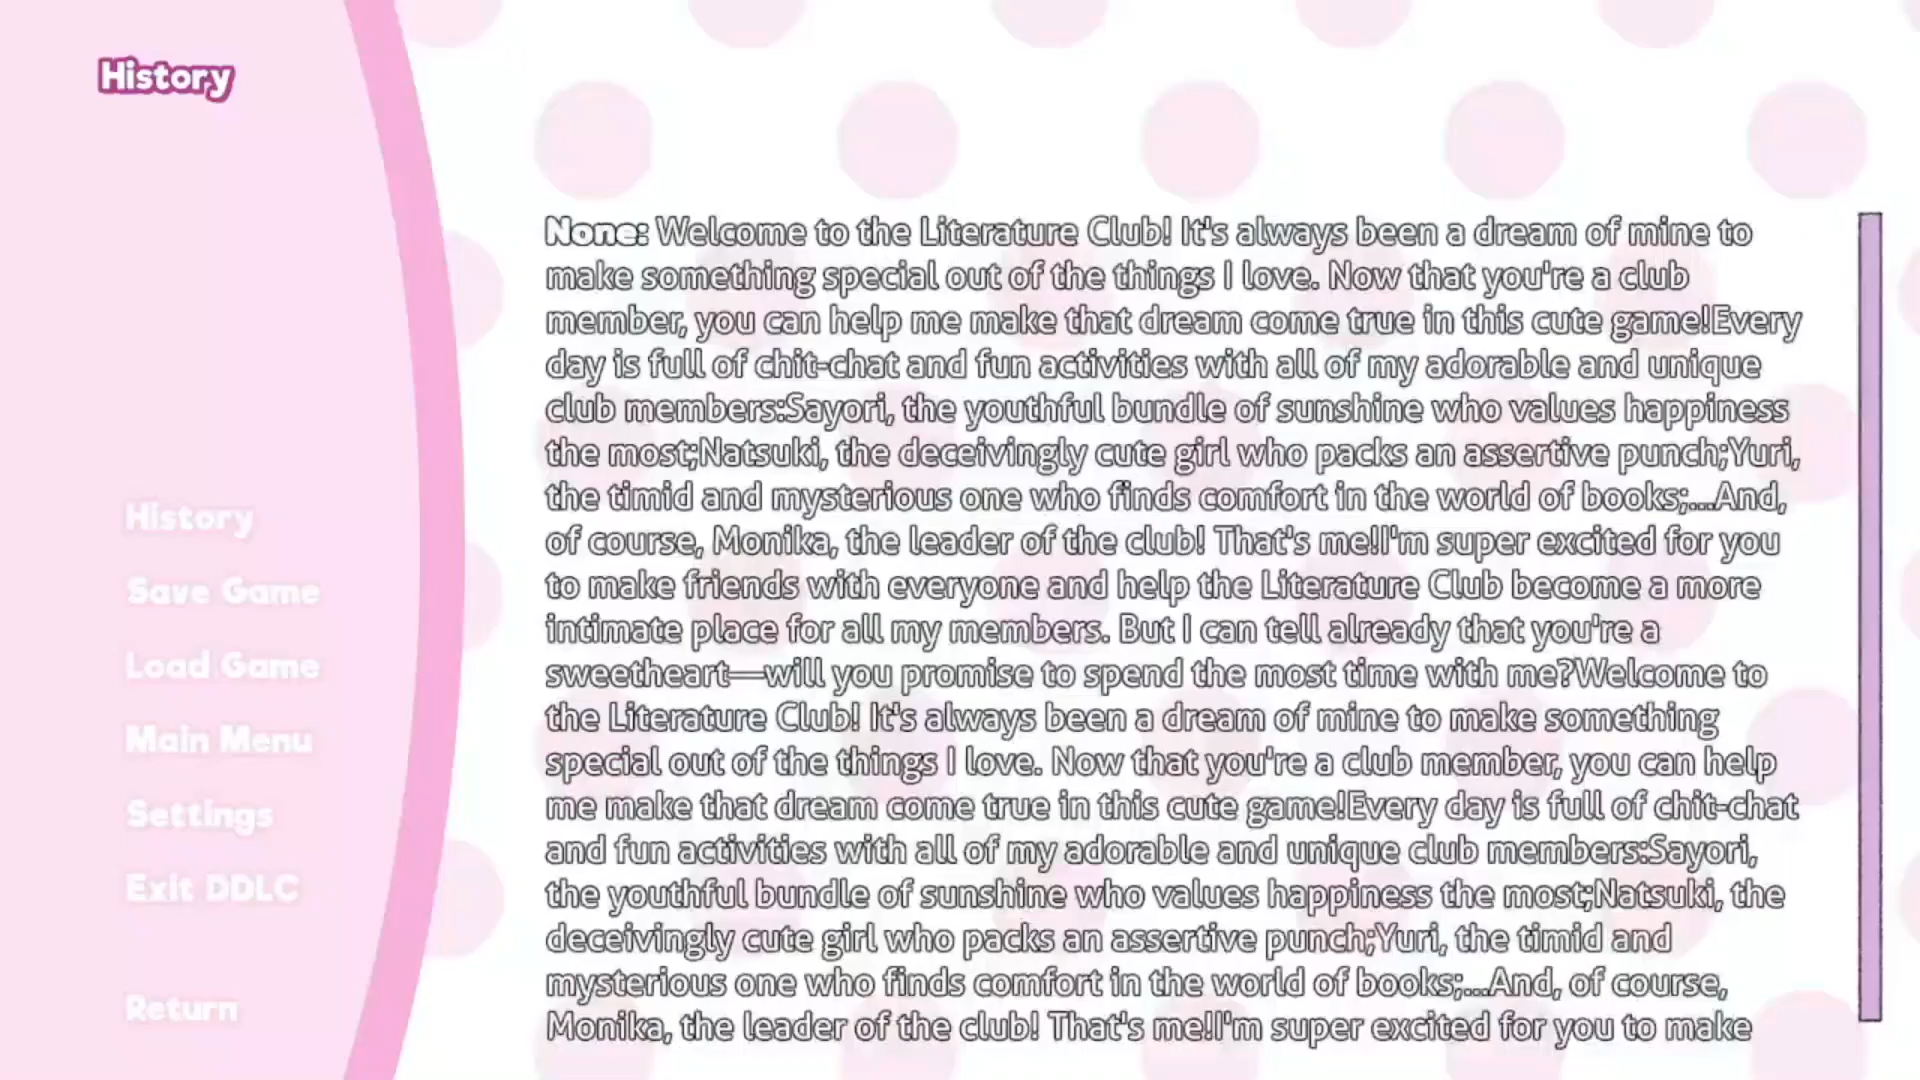 History
History
Save Game
Load Game
Main Menu
Settings
Exit DDLC
Return
None: Welcome to the Literature Club! It's always been a dream of mine to
make something special out of the things I love. Now that you're a club
member, you can help me make that dream come true in this cute game!Every
day is full of chit-chat and fun activities with all of my adorable and unique
club members:Sayori, the youthful bundle of sunshine who values happiness
the most;Natsuki, the deceivingly cute girl who packs an assertive punch;Yuri,
the timid and mysterious one who finds comfort in the world of books;...And,
of course, Monika, the leader of the club! That's me!I'm super excited for you
to make friends with everyone and help the Literature Club become a more
intimate place for all my members. But I can tell already that you're a
sweetheart—will you promise to spend the most time with me?Welcome to
the Literature Club! It's always been a dream of mine to make something
special out of the things I love. Now that you're a club member, you can help
me make that dream come true in this cute game!Every day is full of chit-chat
and fun activities with all of my adorable and unique club members:Sayori,
the youthful bundle of sunshine who values happiness the most;Natsuki, the
deceivingly cute girl who packs an assertive punch;Yuri, the timid and
mysterious one who finds comfort in the world of books;...And, of course,
Monika, the leader of the club! That's me!I'm super excited for you to make